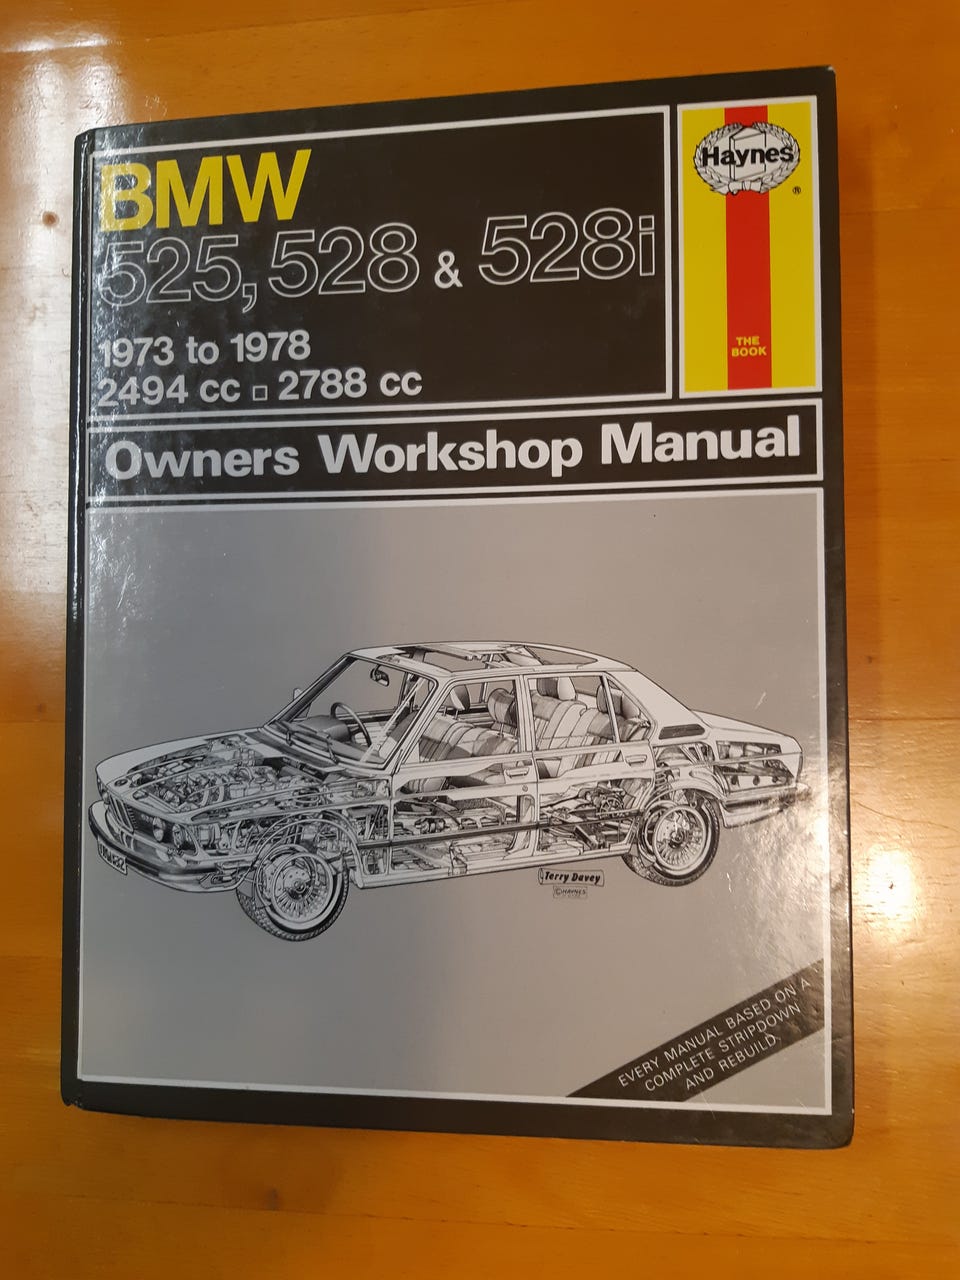 BMW
525, 528 & 528i
1973 to 1978
2494 cc □ 2788 cc
Haynes
®
THE
BOOK
Owners Workshop Manual
Terry Davey
©HAYNES
EVERY MANUAL BASED ON A
COMPLETE STRIPDOWN
AND REBUILD.